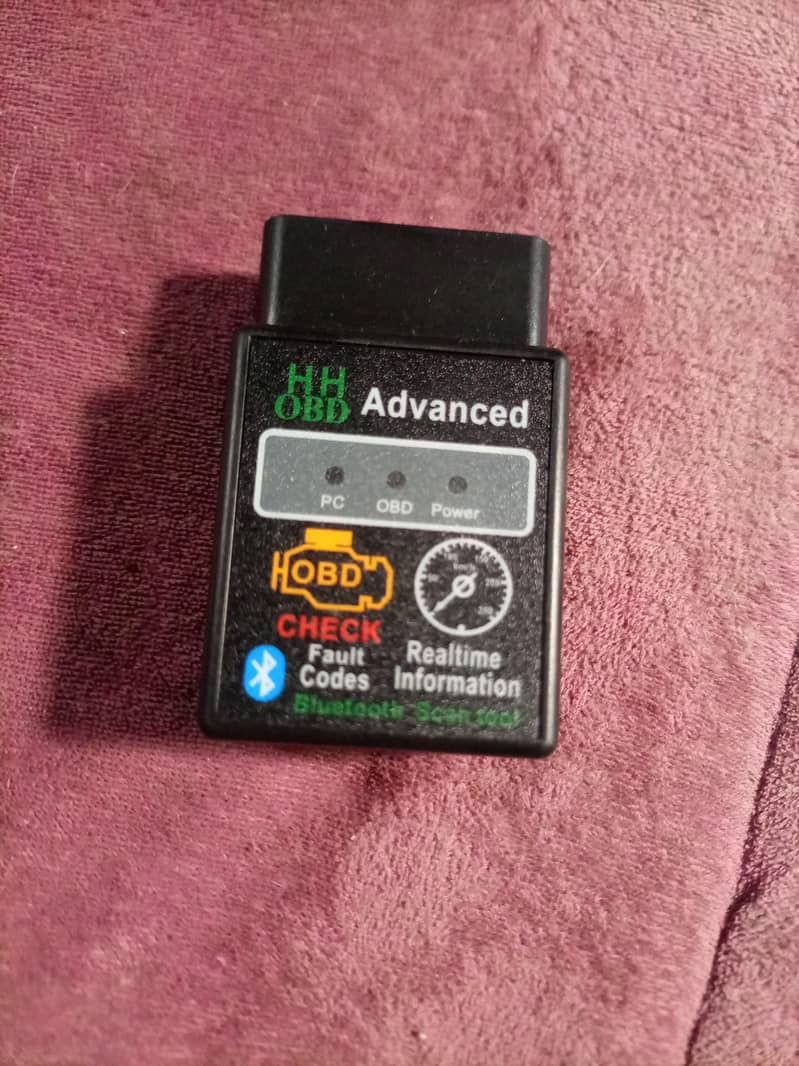 HH
OBD Advanced
PC OBD Power
OBD
CHECK
Fault
Codes
Realtime
Information
Bluetooth Scan tool